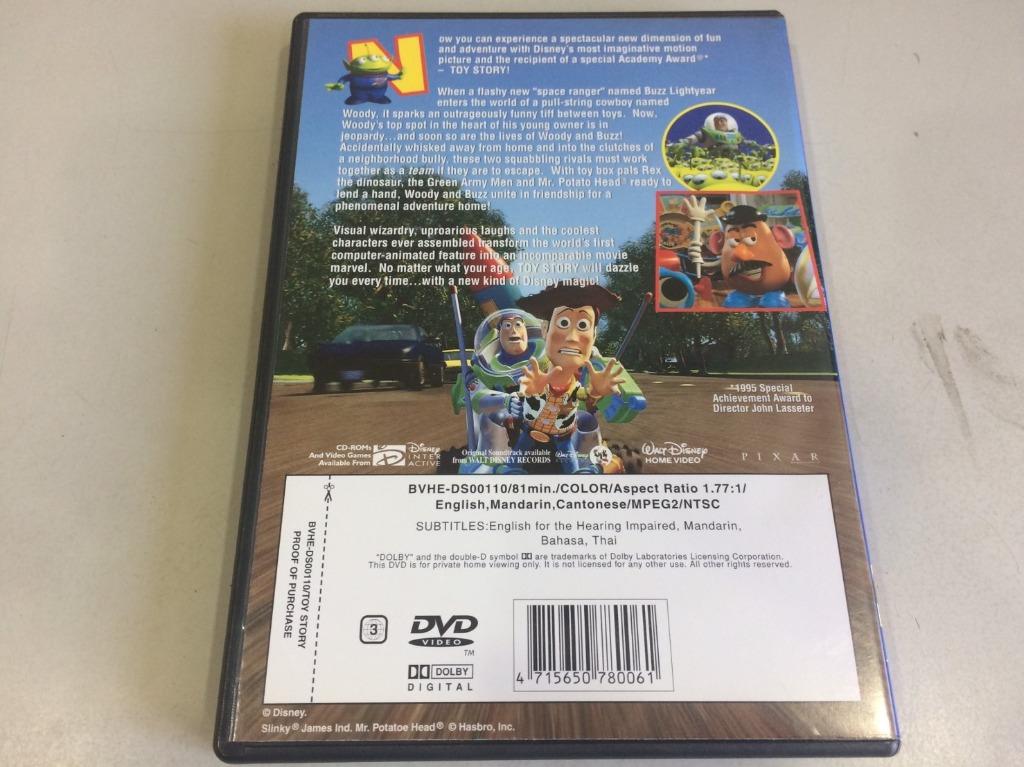 Now you can experience a spectacular new dimension of fun
and adventure with Disney's most imaginative motion
picture and the recipient of a special Academy Award®*
– TOY STORY!
When a flashy new "space ranger" named Buzz Lightyear
enters the world of a pull-string cowboy named
Woody, it sparks an outrageously funny tiff between toys. Now,
Woody's top spot in the heart of his young owner is in
jeopardy...and soon so are the lives of Woody and Buzz!
Accidentally whisked away from home and into the clutches of
a neighborhood bully, these two squabbling rivals must work
together as a team if they are to escape. With toy box pals Rex
the dinosaur, the Green Army Men and Mr. Potato Head® ready to
lend a hand, Woody and Buzz unite in friendship for a
phenomenal adventure home!
Visual wizardry, uproarious laughs and the coolest
characters ever assembled transform the world's first
computer-animated feature into an incomparable movie
marvel. No matter what your age, TOY STORY will dazzle
you every time...with a new kind of Disney magic!
*1995 Special
Achievement Award to
Director John Lasseter
CD-ROMs
And Video Games
Available From
Disney
INTER
ACTIVE
Original Soundtrack available
from WALT DISNEY RECORDS
Walt Disney
HOME VIDEO
PIXAR
BVHE-DS00110/81min./COLOR/Aspect Ratio 1.77:1/
English,Mandarin,Cantonese/MPEG2/NTSC
SUBTITLES:English for the Hearing Impaired, Mandarin,
Bahasa, Thai
"DOLBY" and the double-D symbol are trademarks of Dolby Laboratories Licensing Corporation.
This DVD is for private home viewing only. It is not licensed for any other use. All other rights reserved.
BVHE-DS00110/TOY STORY
PROOF OF PURCHASE
3
DVD
VIDEO
TM
DOLBY
DIGITAL
4 715650 780061
© Disney.
Slinky® James Ind. Mr. Potatoe Head® © Hasbro, Inc.